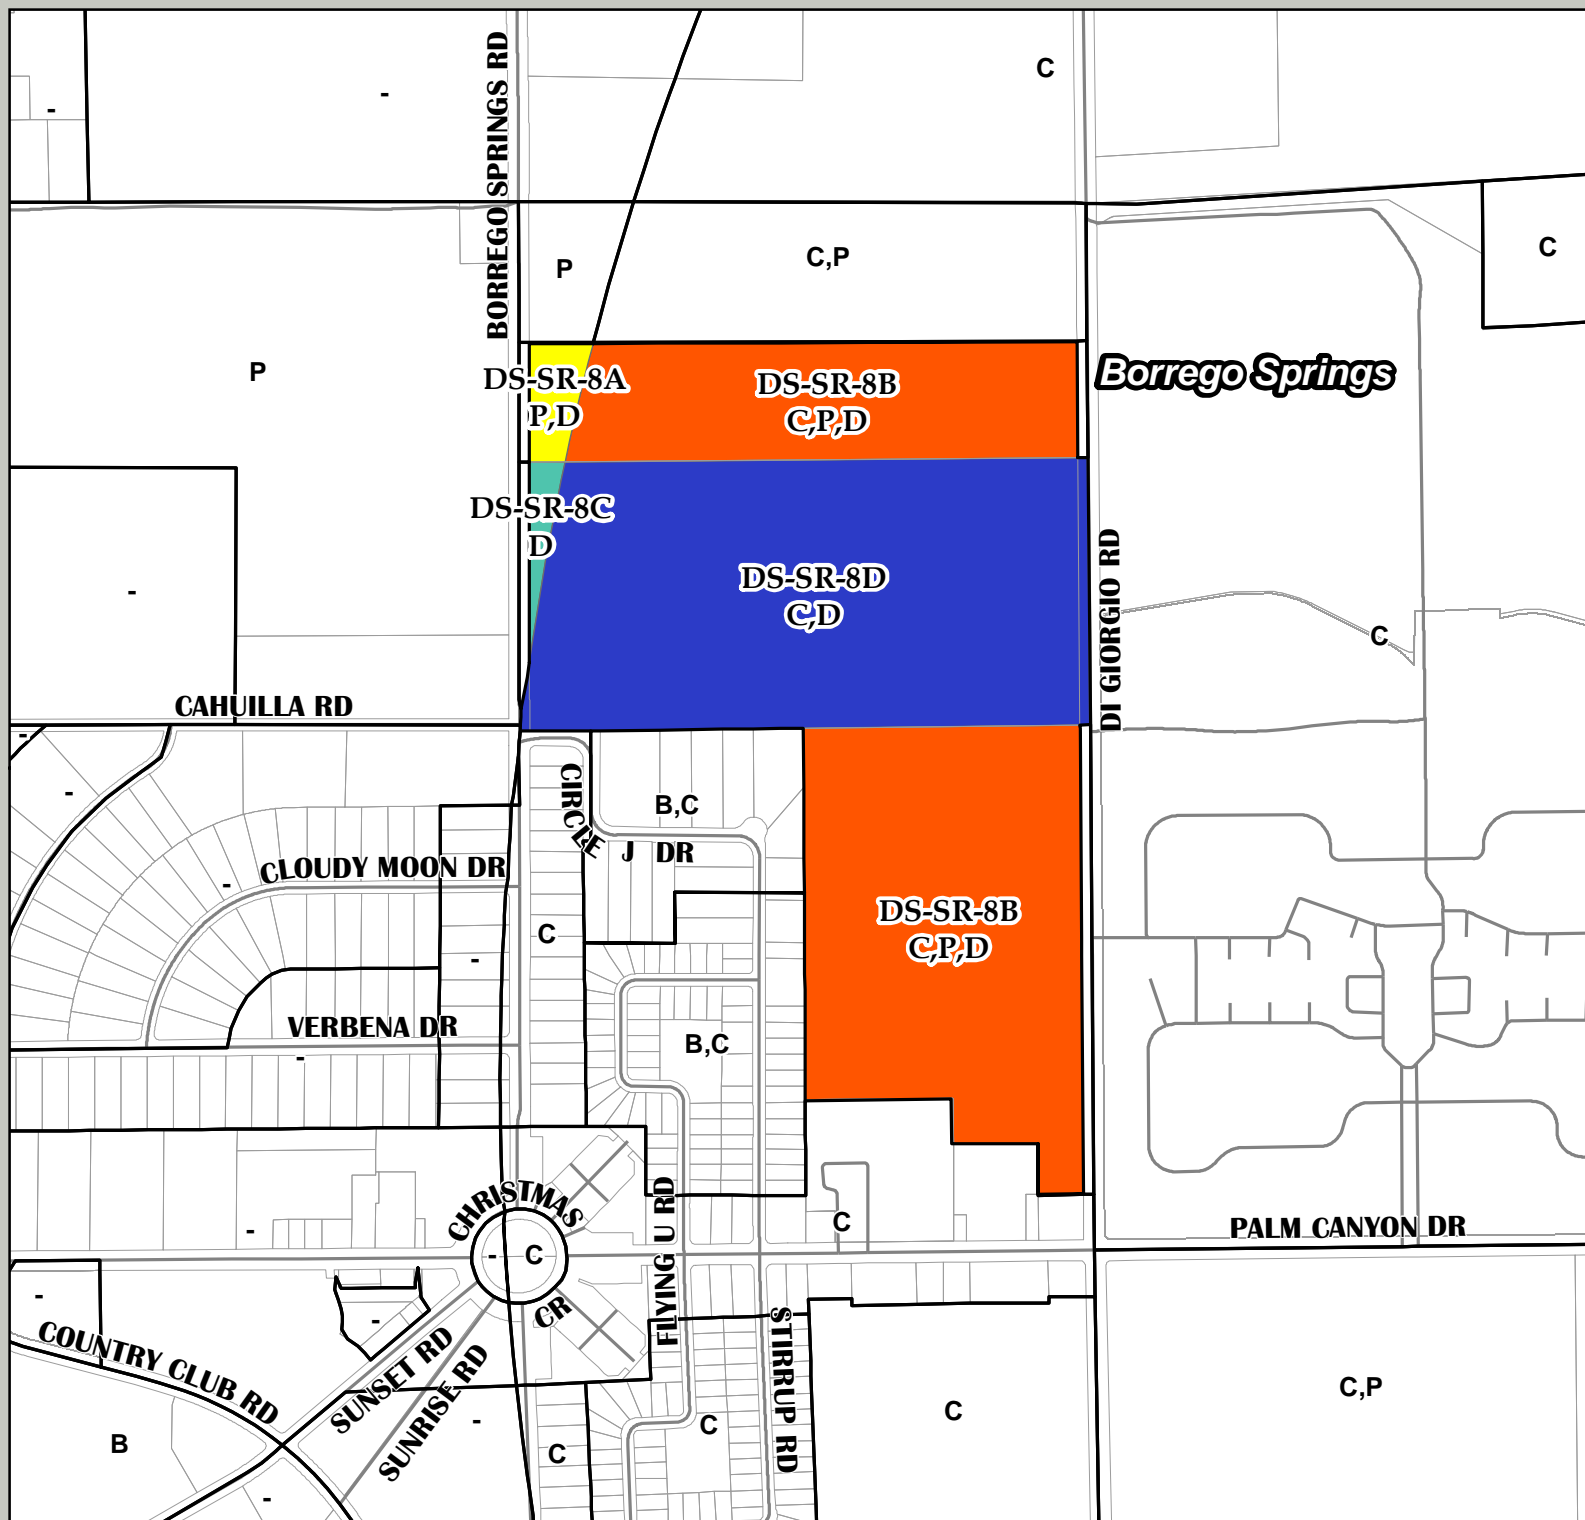 BORREGO SPRINGS RD
-
-
C
P
C,P
C
P
DS-SR-8A
P,D
DS-SR-8B
C,P,D
Borrego Springs
DS-SR-8C
D
DS-SR-8D
C,D
DI GIORGIO RD
-
C
CAHUILLA RD
-
-
CIRCLE J DR
B,C
CLOUDY MOON DR
-
C
-
DS-SR-8B
C,P,D
VERBENA DR
-
B,C
CHRISTMAS CR
-
-
C
FLYING U RD
C
PALM CANYON DR
-
-
COUNTRY CLUB RD
SUNSET RD
SUNRISE RD
STIRRUP RD
B
-
-
C
C
C
C,P